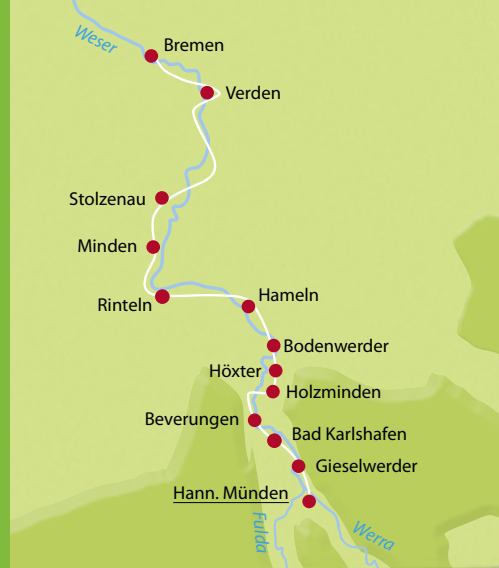 Bremen
Weser
Verden
Stolzenau
Minden
Rinteln
Hameln
Bodenwerder
Höxter
Holzminden
Beverungen
Bad Karlshafen
Gieselwerder
Hann. Münden
Fulda
Werra